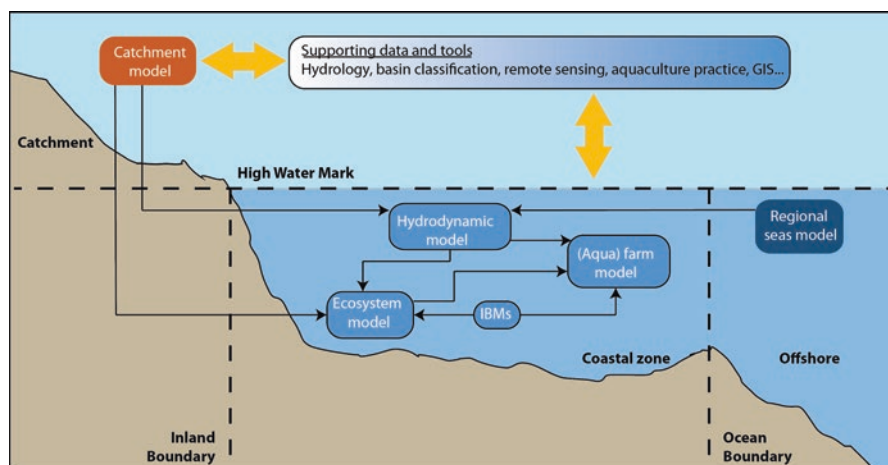 Catchment
model
Supporting data and tools
Hydrology, basin classification, remote sensing, aquaculture practice, GIS...
Catchment
High Water Mark
Hydrodynamic
model
Regional
seas model
(Aqua) farm
model
Ecosystem
model
IBMs
Coastal zone
Offshore
Inland
Boundary
Ocean
Boundary